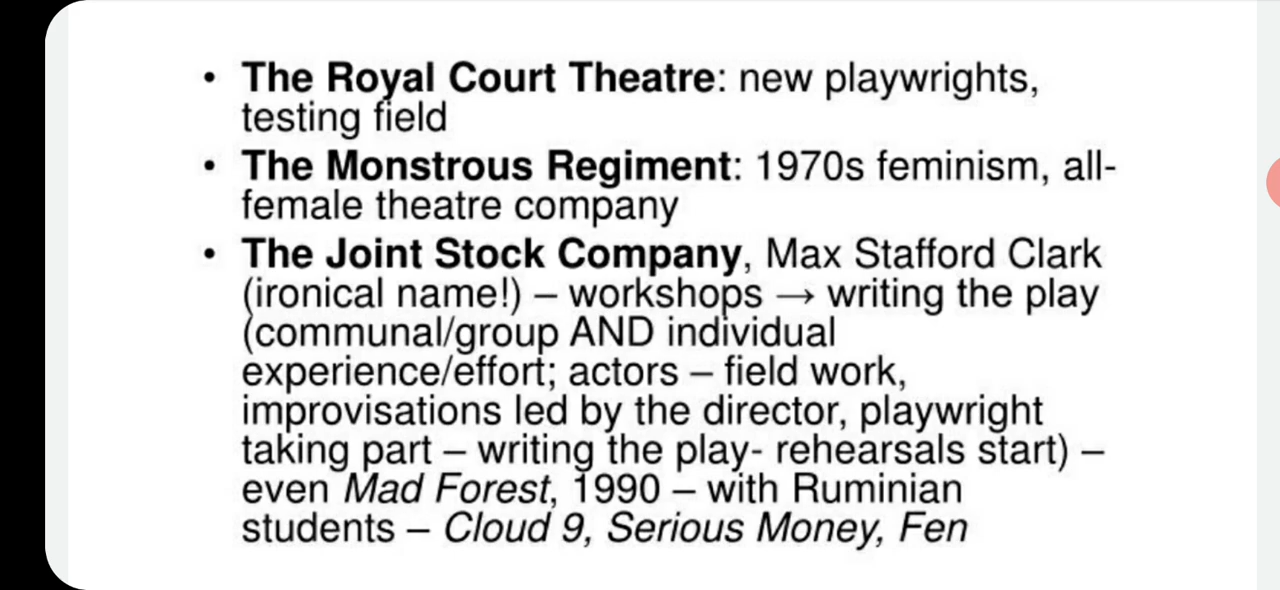 • The Royal Court Theatre: new playwrights,
testing field
• The Monstrous Regiment: 1970s feminism, all-
female theatre company
• The Joint Stock Company, Max Stafford Clark
(ironical name!) – workshops → writing the play
(communal/group AND individual
experience/effort; actors – field work,
improvisations led by the director, playwright
taking part – writing the play- rehearsals start) –
even Mad Forest, 1990 – with Ruminian
students – Cloud 9, Serious Money, Fen